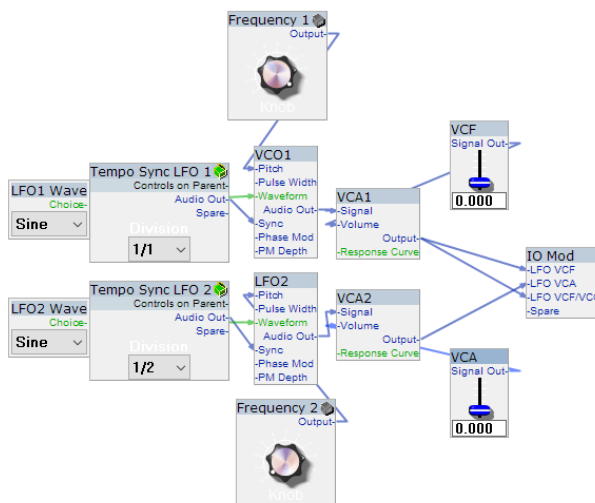 Frequency 1
Output-
Knob
VCO1
-Pitch
-Pulse Width
-Waveform
Audio Out-
-Sync
-Phase Mod
-PM Depth
Tempo Sync LFO 1
Controls on Parent-
Audio Out-
Spare-
Division
1/1
LFO1 Wave
Choice-
Sine
VCA1
-Signal
-Volume
Output-
-Response Curve
VCF
Signal Out-
0.000
IO Mod
-LFO VCF
-LFO VCA
-LFO VCF/VCO
-Spare
Tempo Sync LFO 2
Controls on Parent-
Audio Out-
Spare-
Division
1/2
LFO2 Wave
Choice-
Sine
LFO2
-Pitch
-Pulse Width
-Waveform
Audio Out-
-Sync
-Phase Mod
-PM Depth
VCA2
-Signal
-Volume
Output-
-Response Curve
VCA
Signal Out-
0.000
Frequency 2
Output-
Knob